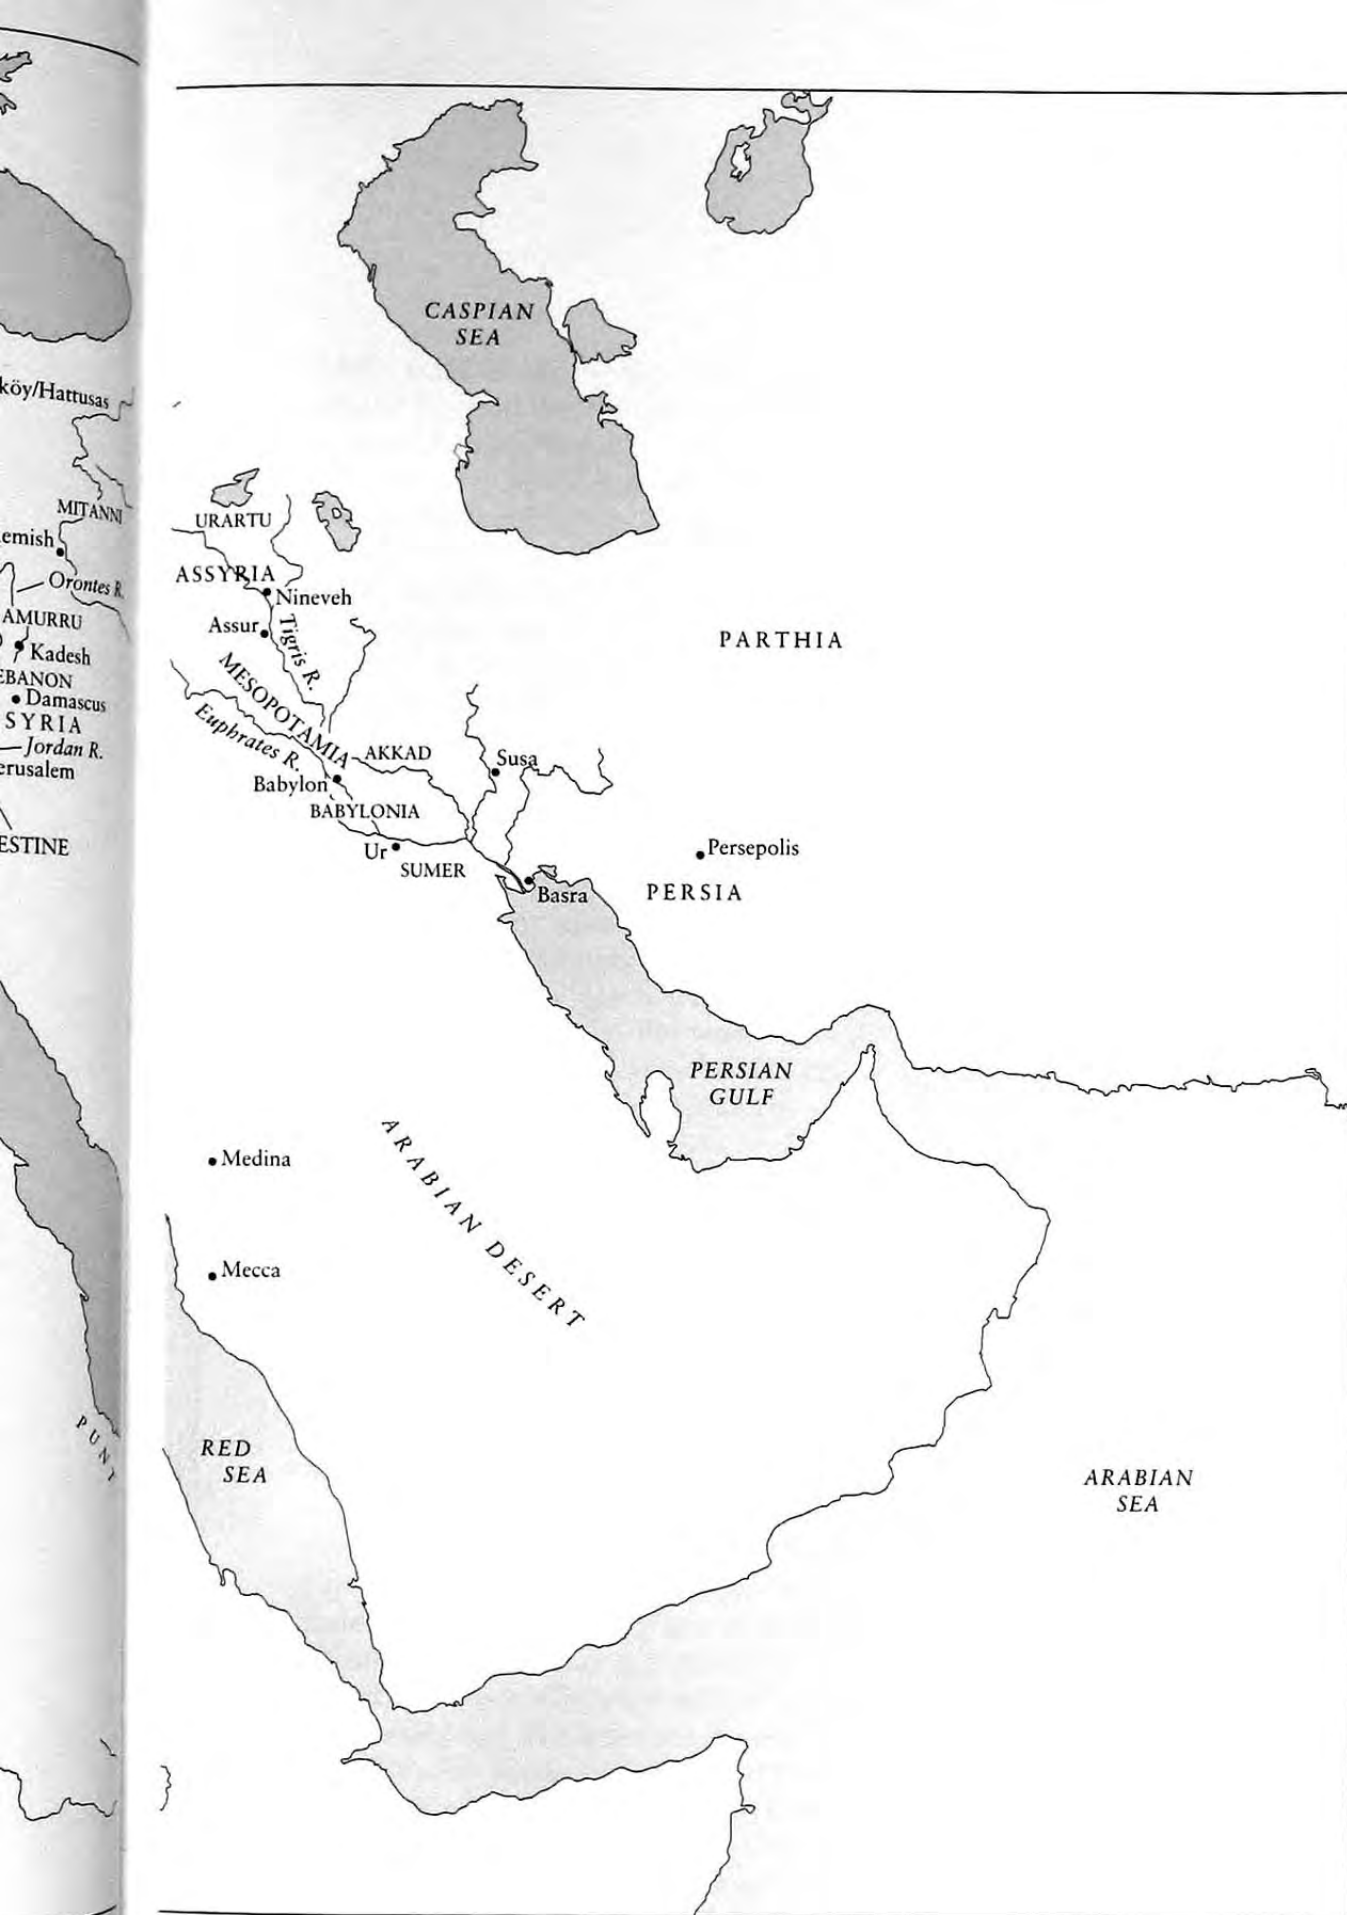 köy/Hattusas
MITANNI
emish
Orontes R.
AMURRU
Kadesh
EBANON
Damascus
SYRIA
Jordan R.
erusalem
ESTINE
PUNT
CASPIAN
SEA
URARTU
ASSYRIA
Nineveh
Assur
Tigris R.
PARTHIA
MESOPOTAMIA
Euphrates R.
AKKAD
Susa
Babylon
BABYLONIA
Ur
SUMER
Persepolis
PERSIA
Basra
PERSIAN
GULF
ARABIAN DESERT
Medina
Mecca
RED
SEA
ARABIAN
SEA